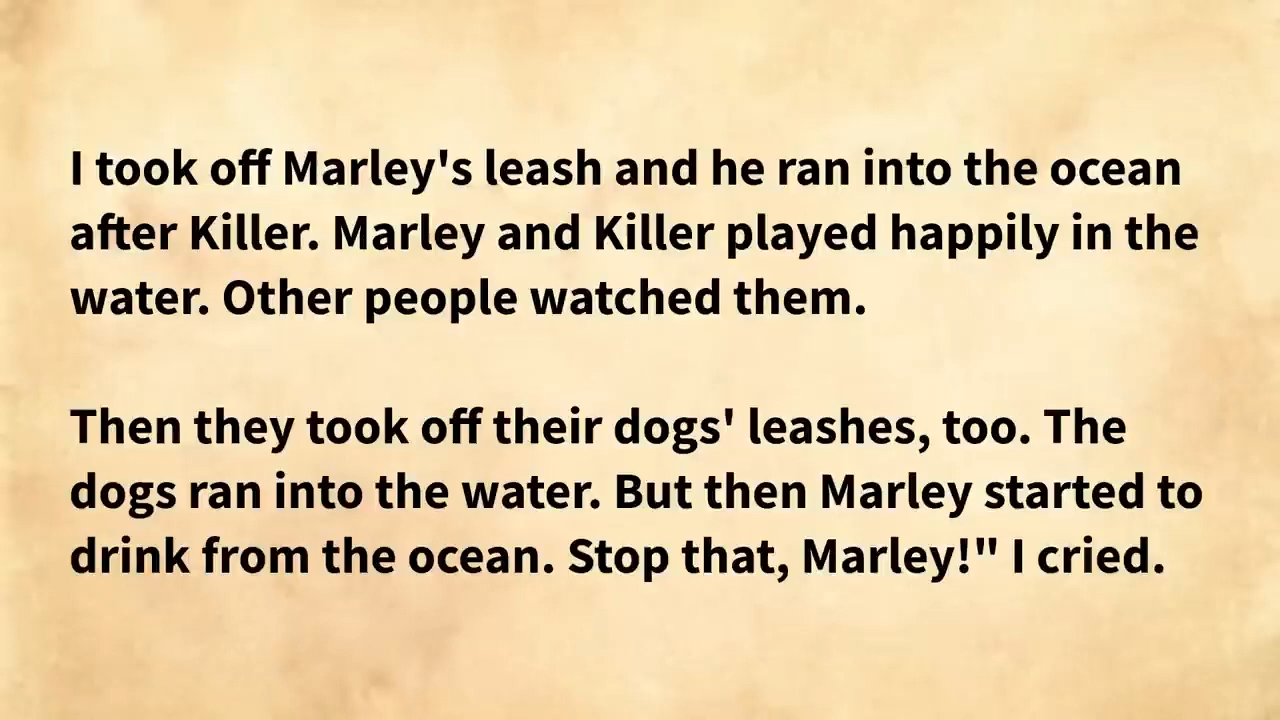 I took off Marley's leash and he ran into the ocean
after Killer. Marley and Killer played happily in the
water. Other people watched them.
Then they took off their dogs' leashes, too. The
dogs ran into the water. But then Marley started to
drink from the ocean. Stop that, Marley!" I cried.